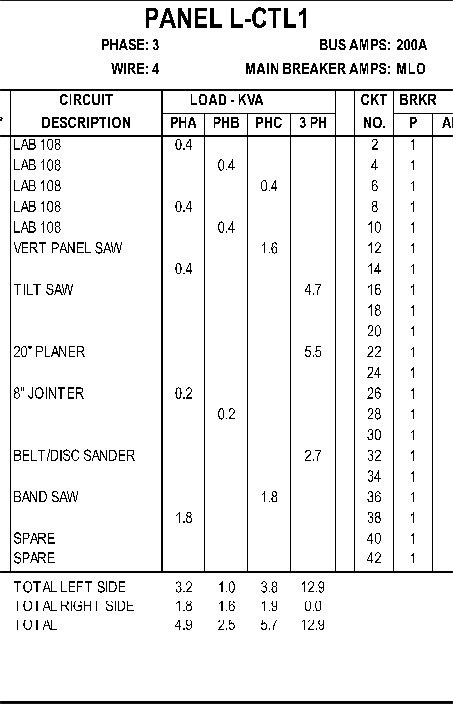 PANEL L-CTL1
PHASE: 3 BUS AMPS: 200A
WIRE: 4 MAIN BREAKER AMPS: MLO
CIRCUIT LOAD - KVA CKT BRKR
* DESCRIPTION PHA PHB PHC 3 PH NO. P
LAB 108 0.4 2 1
LAB 108 0.4 4 1
LAB 108 0.4 6 1
LAB 108 0.4 8 1
LAB 108 0.4 10 1
VERT PANEL SAW 1.6 12 1
0.4 14 1
TILT SAW 4.7 16 1
18 1
20 1
20" PLANER 5.5 22 1
24 1
8" JOINTER 0.2 26 1
0.2 28 1
30 1
BELT/DISC SANDER 2.7 32 1
34 1
BAND SAW 1.8 36 1
1.8 38 1
SPARE 40 1
SPARE 42 1
TOTAL LEFT SIDE 3.2 1.0 3.8 12.9
TOTAL RIGHT SIDE 1.8 1.6 1.9 0.0
TOTAL 4.9 2.5 5.7 12.9